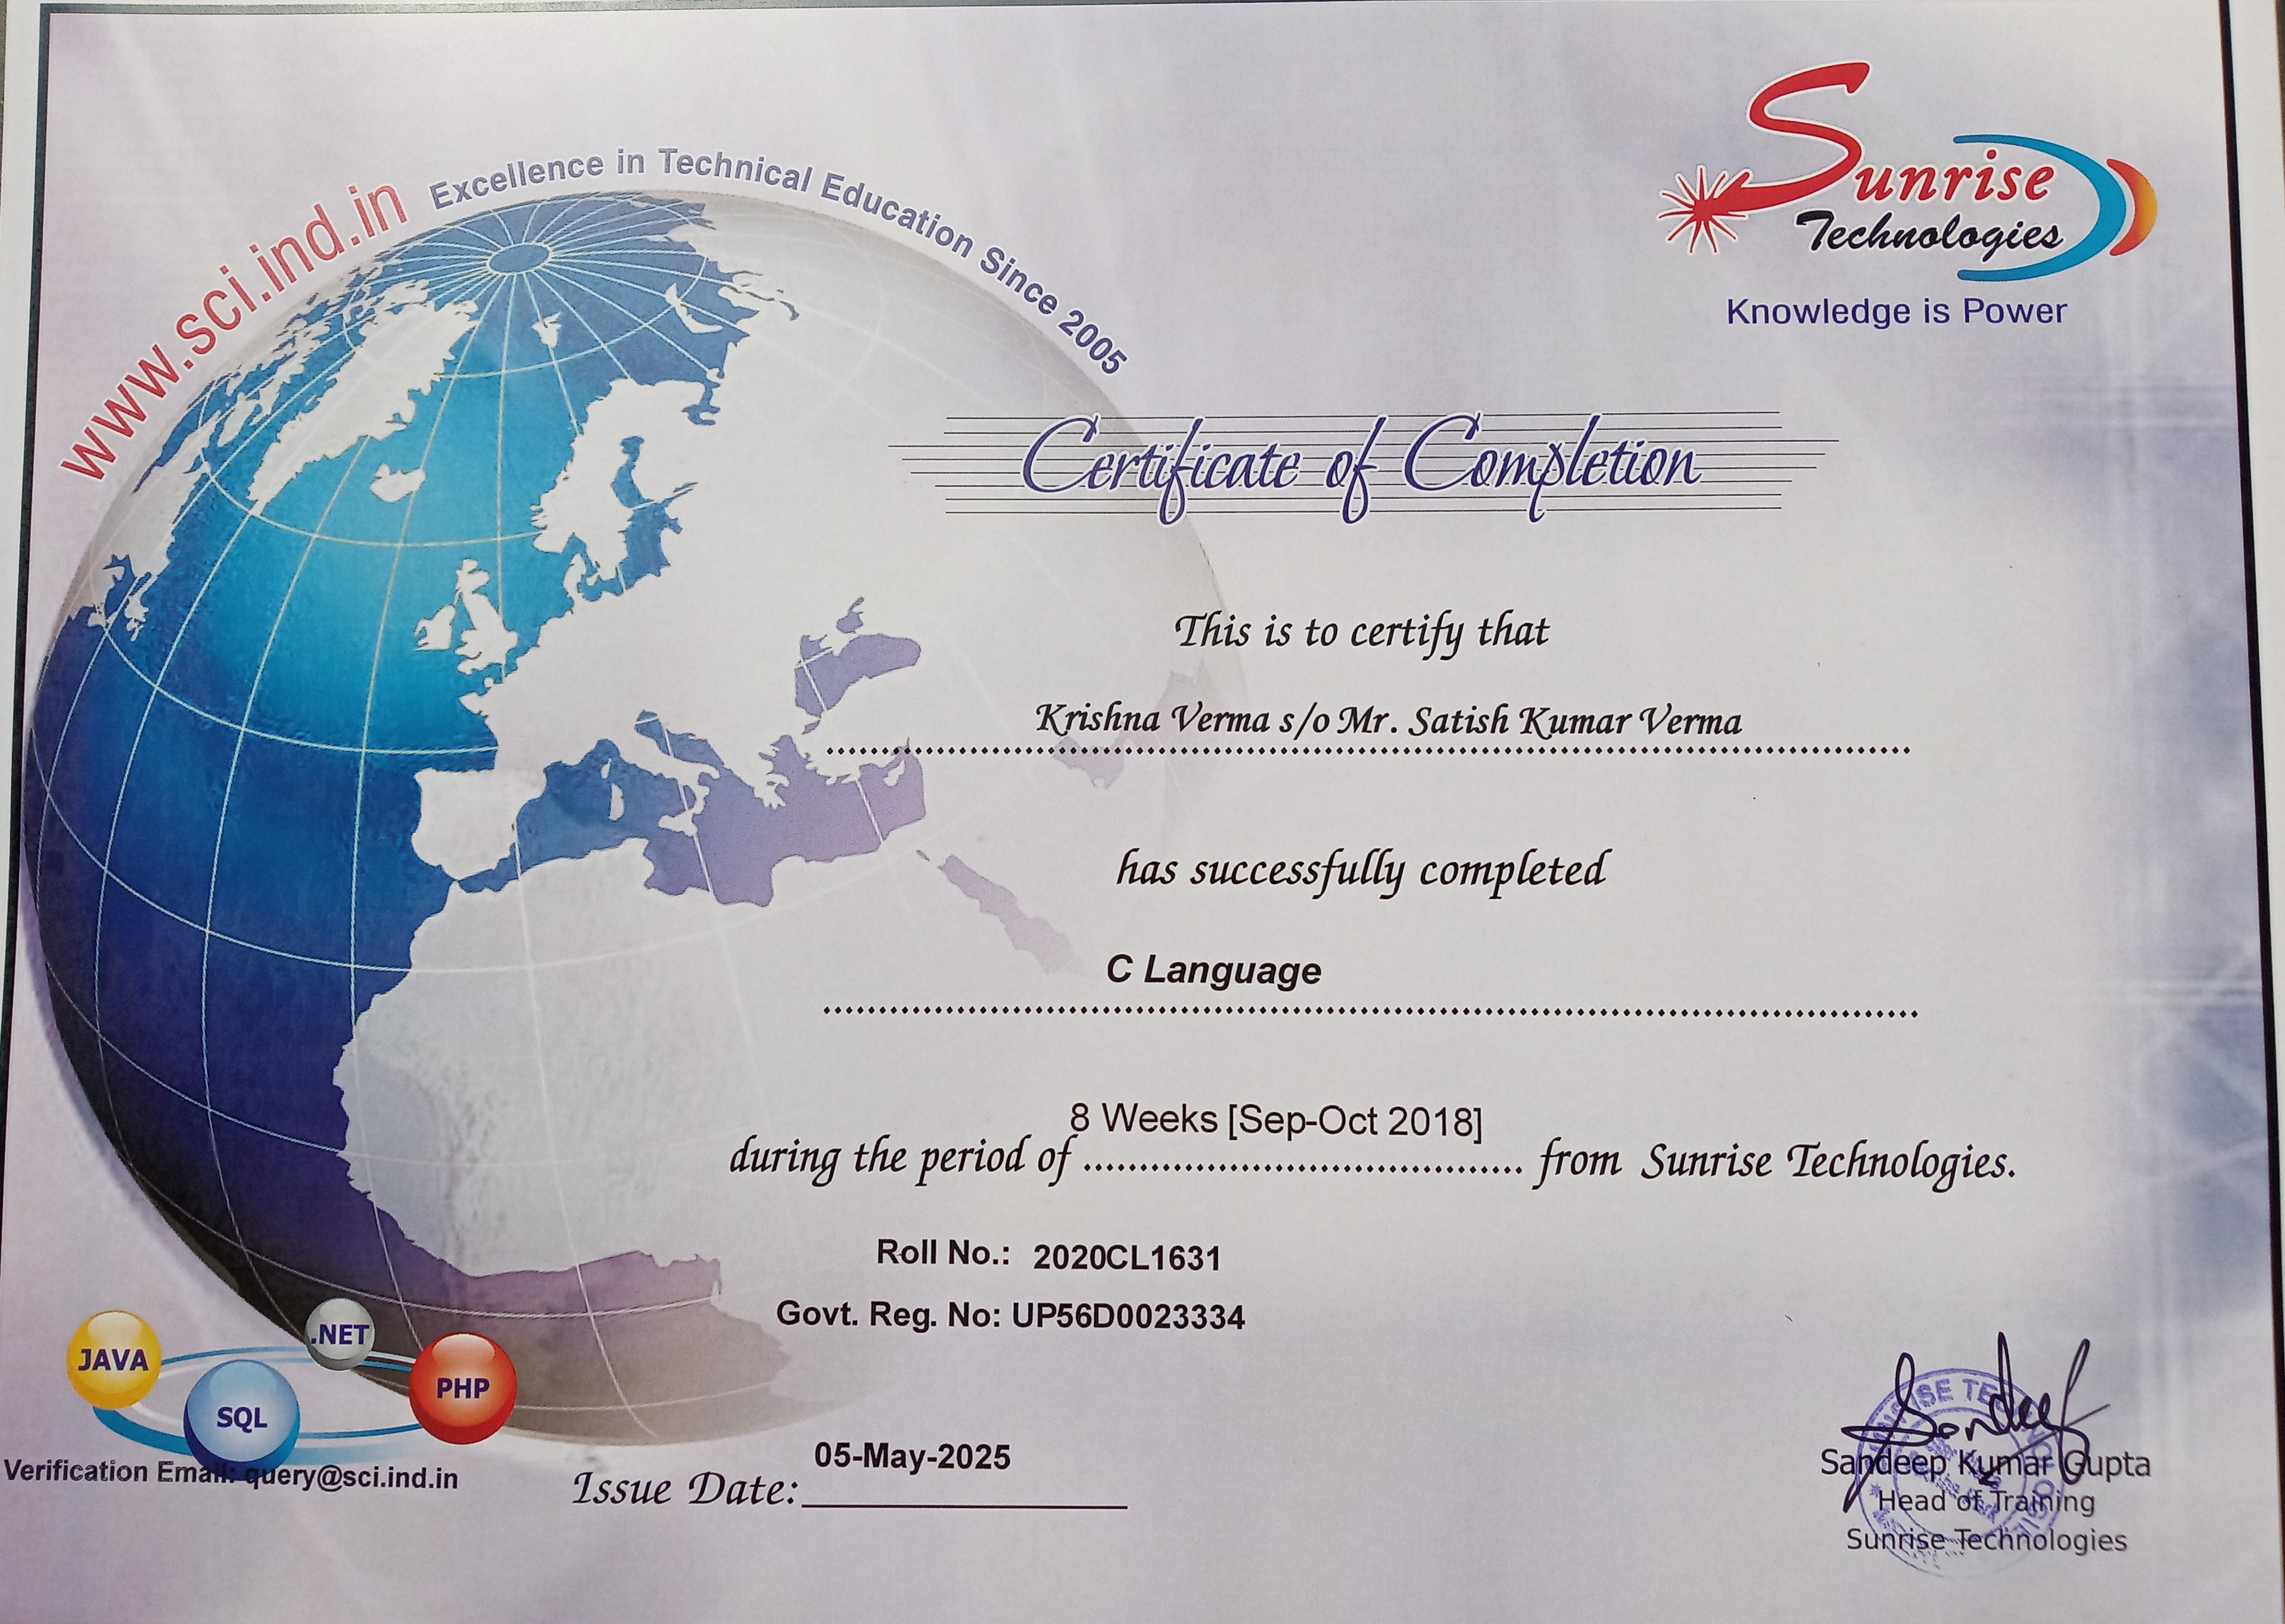 www.sci.ind.in Excellence in Technical Education Since 2005
Sunrise
Technologies
Knowledge is Power
Certificate of Completion
This is to certify that
Krishna Verma s/o Mr. Satish Kumar Verma
has successfully completed
C Language
8 Weeks [Sep-Oct 2018]
during the period of ........................................ from Sunrise Technologies.
Roll No.: 2020CL1631
Govt. Reg. No: UP56D0023334
JAVA
.NET
SQL
PHP
Verification Email: query@sci.ind.in
Issue Date: 05-May-2025
Sandeep
Sandeep Kumar Gupta
Head of Training
Sunrise Technologies